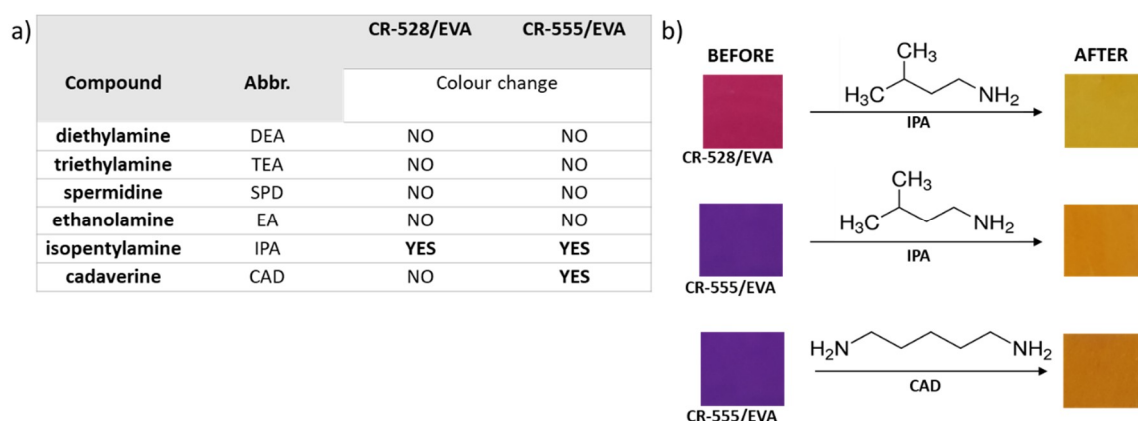 a)
CR-528/EVA CR-555/EVA
Compound Abbr. Colour change
diethylamine DEA NO NO
triethylamine TEA NO NO
spermidine SPD NO NO
ethanolamine EA NO NO
isopentylamine IPA YES YES
cadaverine CAD NO YES
b)
BEFORE AFTER
CH3
H3C NH2
IPA
CR-528/EVA
CH3
H3C NH2
IPA
CR-555/EVA
H2N NH2
CAD
CR-555/EVA